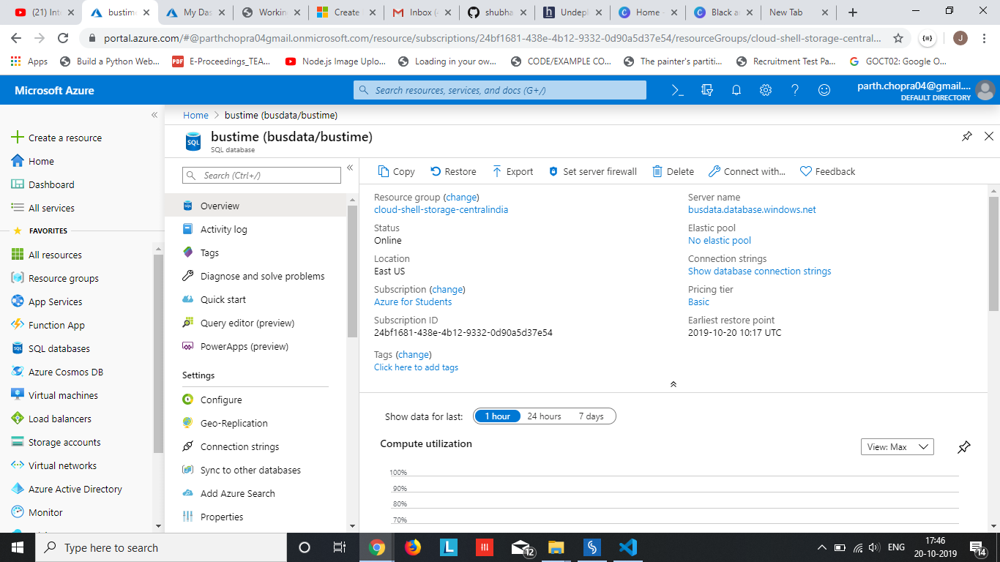 (21) Int
bustime
My Das
Workin
Create
Inbox (
shubha
Undepl
Home -
Black a
New Tab
portal.azure.com/#@parthchopra04gmail.onmicrosoft.com/resource/subscriptions/24bf1681-438e-4b12-9332-0d90a5d37e54/resourceGroups/cloud-shell-storage-central...
J
Apps
Build a Python Web...
PDF
E-Proceedings_TEA...
Node.js Image Uplo...
Loading in your ow...
CODE/EXAMPLE CO...
The painter's partiti...
Recruitment Test Pa...
GOCT02: Google O...
Microsoft Azure
Search resources, services, and docs (G+/)
parth.chopra04@gmail....
DEFAULT DIRECTORY
Create a resource
Home
Dashboard
All services
FAVORITES
All resources
Resource groups
App Services
Function App
SQL databases
Azure Cosmos DB
Virtual machines
Load balancers
Storage accounts
Virtual networks
Azure Active Directory
Monitor
Home > bustime (busdata/bustime)
SQL
bustime (busdata/bustime)
SQL database
Search (Ctrl+/)
Overview
Activity log
Tags
Diagnose and solve problems
Quick start
Query editor (preview)
PowerApps (preview)
Settings
Configure
Geo-Replication
Connection strings
Sync to other databases
Add Azure Search
Properties
Copy
Restore
Export
Set server firewall
Delete
Connect with...
Feedback
Resource group (change)
cloud-shell-storage-centralindia
Status
Online
Location
East US
Subscription (change)
Azure for Students
Subscription ID
24bf1681-438e-4b12-9332-0d90a5d37e54
Tags (change)
Click here to add tags
Server name
busdata.database.windows.net
Elastic pool
No elastic pool
Connection strings
Show database connection strings
Pricing tier
Basic
Earliest restore point
2019-10-20 10:17 UTC
Show data for last:
1 hour
24 hours
7 days
Compute utilization
View: Max
100%
90%
80%
70%
Type here to search
L
12
ENG
17:46
20-10-2019
14